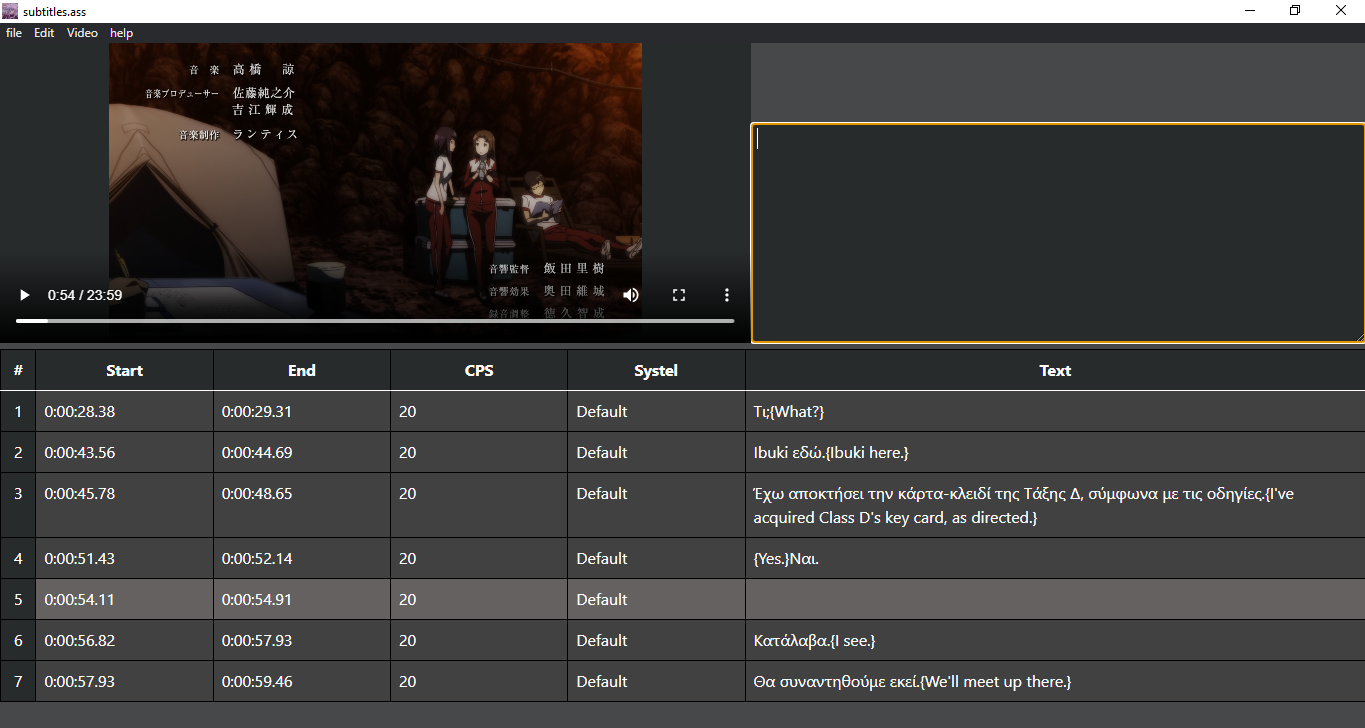 subtitles.ass
file Edit Video help
音 楽 高橋 諒
音楽プロデューサー 佐藤純之介
吉江輝成
音楽制作 ランティス
音響監督 飯田里樹
音響効果 奥田維城
録音調整 徳久智成
0:54 / 23:59
# Start End CPS Systel Text
1 0:00:28.38 0:00:29.31 20 Default Τι;{What?}
2 0:00:43.56 0:00:44.69 20 Default Ibuki εδώ.{Ibuki here.}
3 0:00:45.78 0:00:48.65 20 Default Έχω αποκτήσει την κάρτα-κλειδί της Τάξης Δ, σύμφωνα με τις οδηγίες.{I've
acquired Class D's key card, as directed.}
4 0:00:51.43 0:00:52.14 20 Default {Yes.}Ναι.
5 0:00:54.11 0:00:54.91 20 Default
6 0:00:56.82 0:00:57.93 20 Default Κατάλαβα.{I see.}
7 0:00:57.93 0:00:59.46 20 Default Θα συναντηθούμε εκεί.{We'll meet up there.}